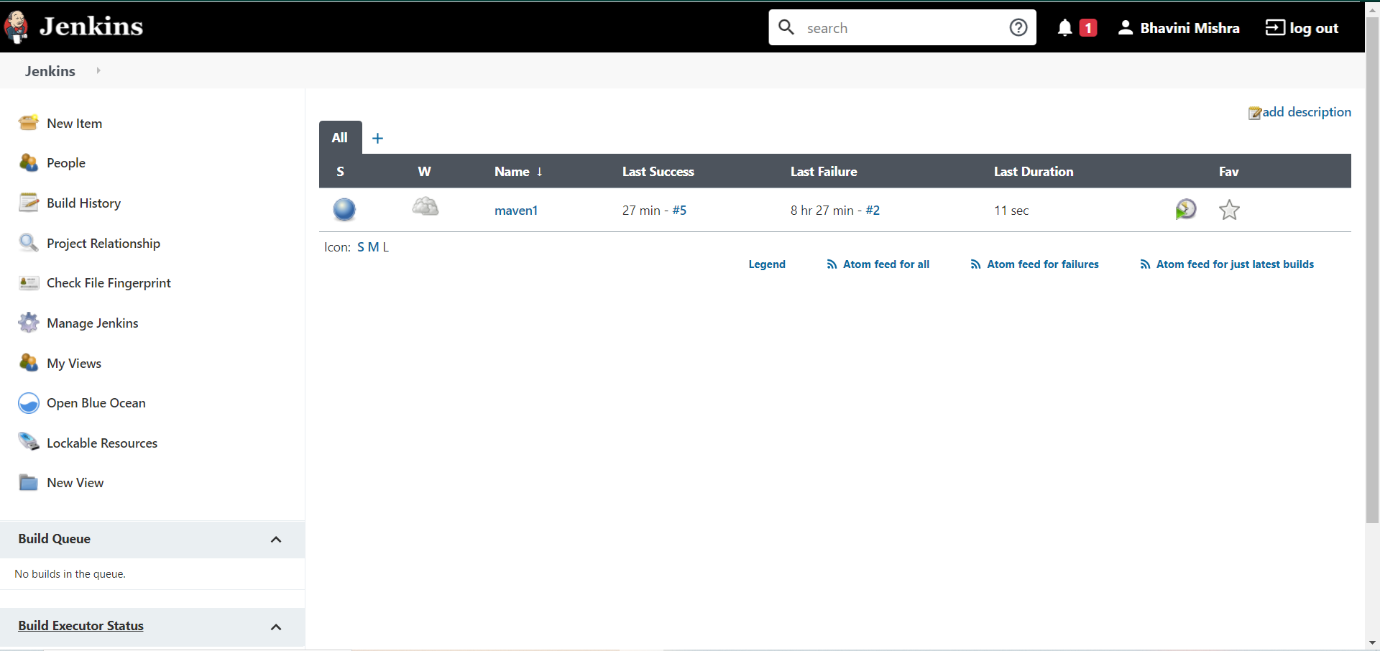 Jenkins
search
1
Bhavini Mishra
log out
Jenkins
New Item
People
Build History
Project Relationship
Check File Fingerprint
Manage Jenkins
My Views
Open Blue Ocean
Lockable Resources
New View
Build Queue
No builds in the queue.
Build Executor Status
add description
All +
S W Name ↓ Last Success Last Failure Last Duration Fav
maven1 27 min - #5 8 hr 27 min - #2 11 sec
Icon: S M L
Legend Atom feed for all Atom feed for failures Atom feed for just latest builds